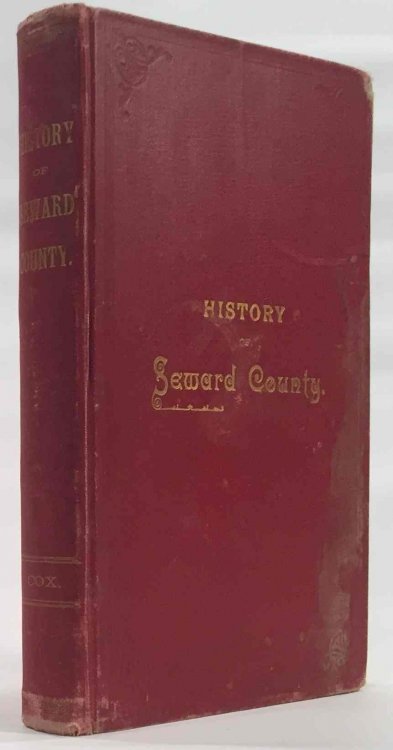 HISTORY
OF
SEWARD
COUNTY.
COX.
HISTORY
OF
Seward County.